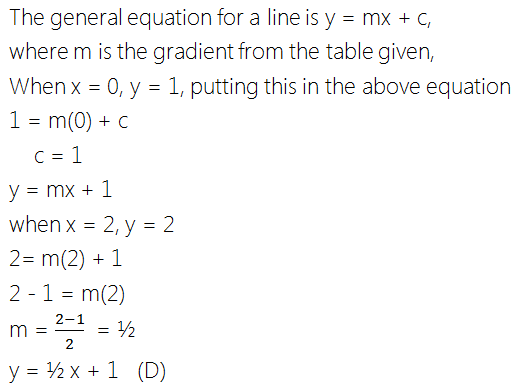 The general equation for a line is y = mx + c,
where m is the gradient from the table given,
When x = 0, y = 1, putting this in the above equation
1 = m(0) + c
c = 1
y = mx + 1
when x = 2, y = 2
2= m(2) + 1
2 - 1 = m(2)
m = \frac{2−1}{2} = ½
y = ½ x + 1 (D)